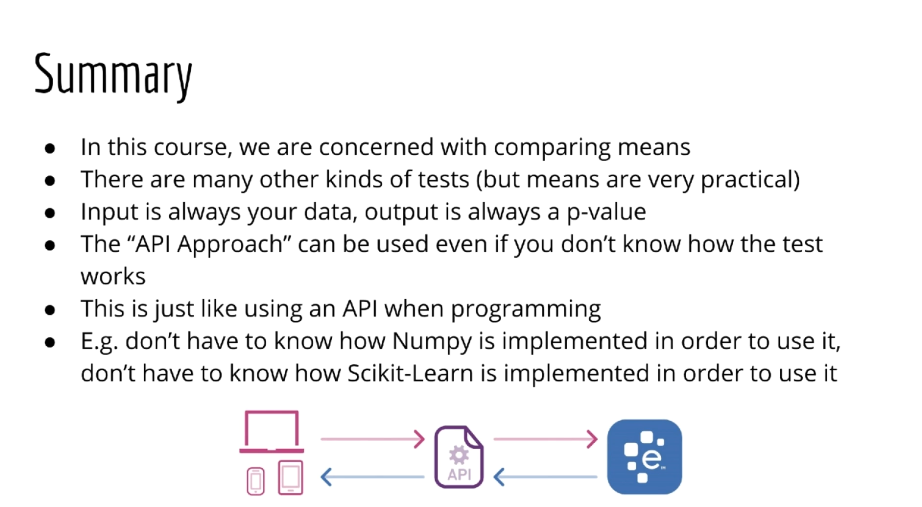 Summary
● In this course, we are concerned with comparing means
● There are many other kinds of tests (but means are very practical)
● Input is always your data, output is always a p-value
● The “API Approach” can be used even if you don’t know how the test
works
● This is just like using an API when programming
● E.g. don’t have to know how Numpy is implemented in order to use it,
don’t have to know how Scikit-Learn is implemented in order to use it
API
e